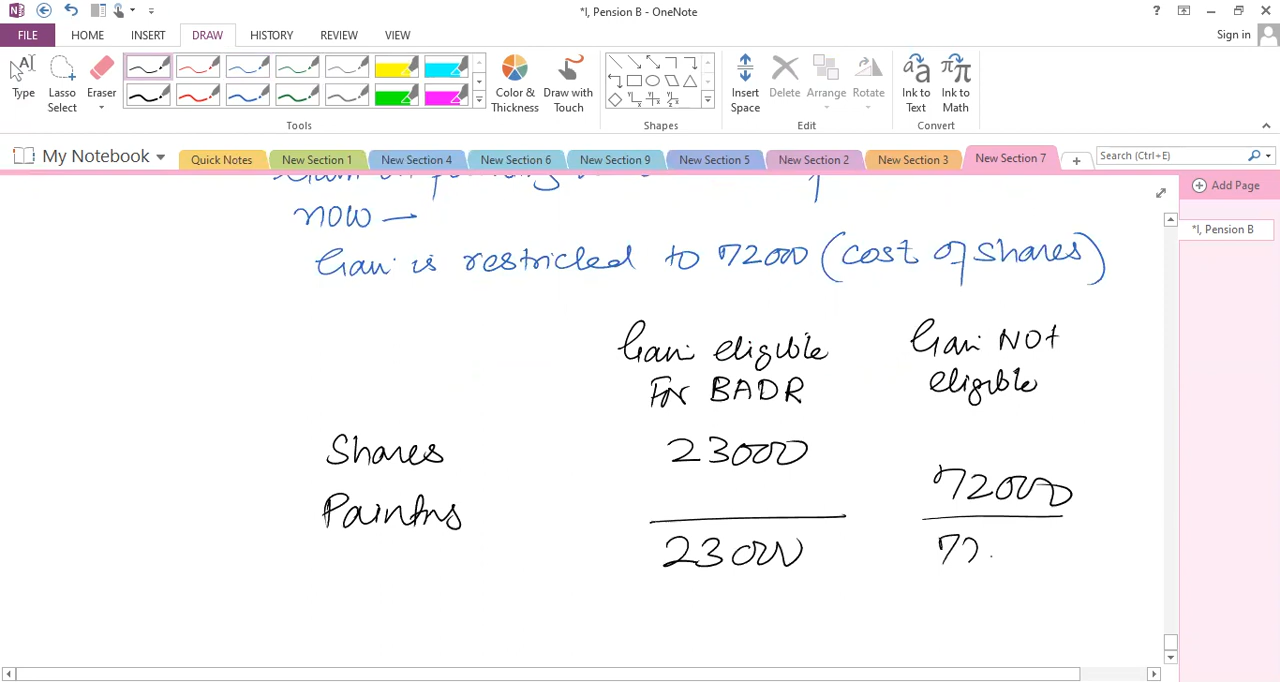 *I, Pension B - OneNote
Sign in
FILE HOME INSERT DRAW HISTORY REVIEW VIEW
Type Lasso Select Eraser Color & Thickness Draw with Touch Insert Space Delete Arrange Rotate Ink to Text Ink to Math
Tools Shapes Edit Convert
My Notebook Quick Notes New Section 1 New Section 4 New Section 6 New Section 9 New Section 5 New Section 2 New Section 3 New Section 7 Search (Ctrl+E)
Add Page
*I, Pension B
now —
Gain is restricted to 72000 (cost of shares)
Gain eligible Gain NOT
For BADR eligible
Shares 23000
72000
23000 72